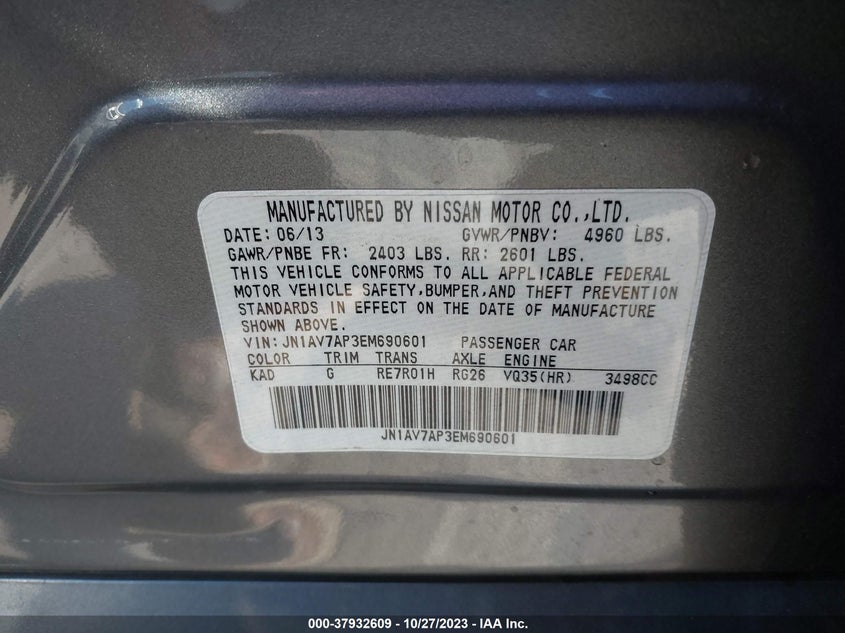 MANUFACTURED BY NISSAN MOTOR CO.,LTD.
DATE: 06/13 GVWR/PNBV: 4960 LBS.
GAWR/PNBE FR: 2403 LBS. RR: 2601 LBS.
THIS VEHICLE CONFORMS TO ALL APPLICABLE FEDERAL
MOTOR VEHICLE SAFETY,BUMPER,AND THEFT PREVENTION
STANDARDS IN EFFECT ON THE DATE OF MANUFACTURE
SHOWN ABOVE.
VIN: JN1AV7AP3EM690601 PASSENGER CAR
COLOR TRIM TRANS AXLE ENGINE
KAD G RE7R01H RG26 VQ35(HR) 3498CC
JN1AV7AP3EM690601
000-37932609 - 10/27/2023 - IAA Inc.